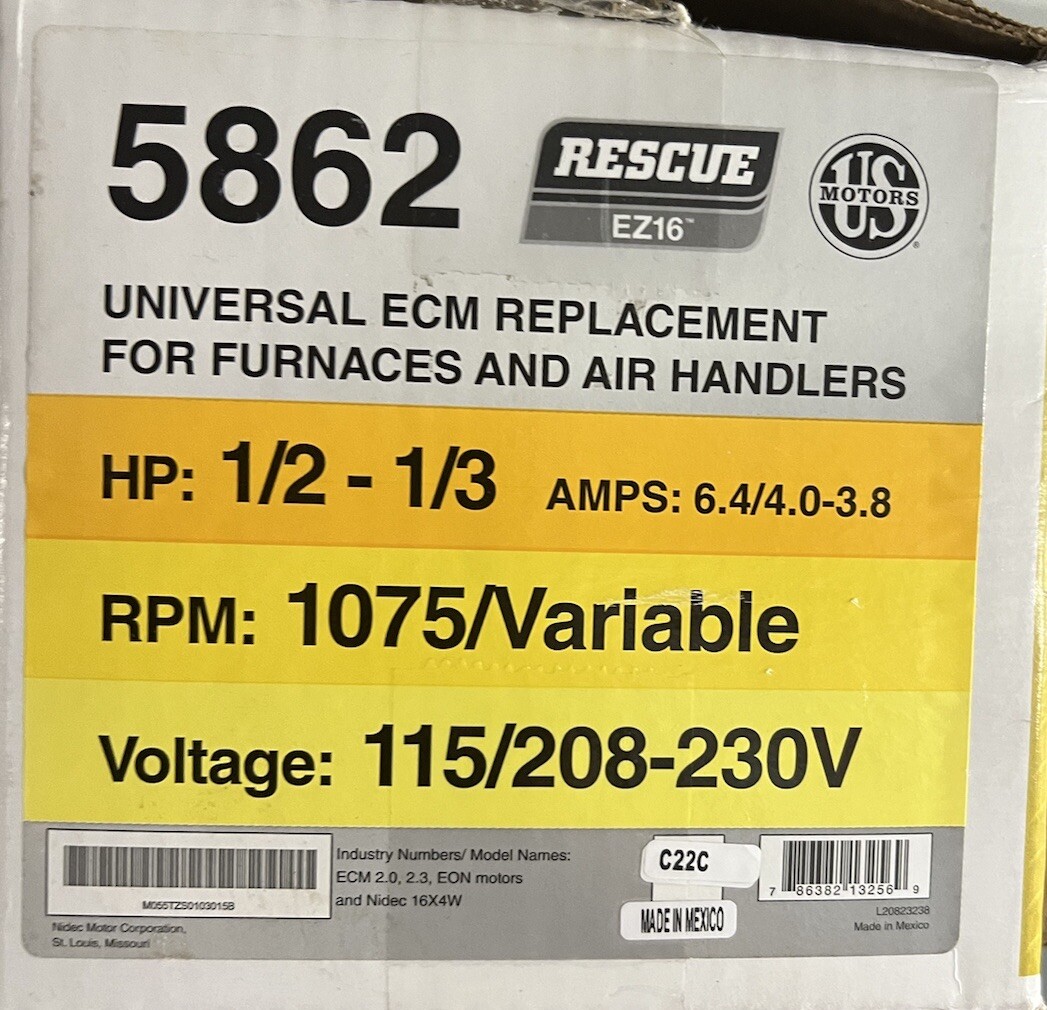 5862
RESCUE
EZ16™
US
MOTORS
®
UNIVERSAL ECM REPLACEMENT
FOR FURNACES AND AIR HANDLERS
HP: 1/2 - 1/3 AMPS: 6.4/4.0-3.8
RPM: 1075/Variable
Voltage: 115/208-230V
M055TZS0103015B
Nidec Motor Corporation,
St. Louis, Missouri
Industry Numbers/ Model Names:
ECM 2.0, 2.3, EON motors
and Nidec 16X4W
C22C
MADE IN MEXICO
7 86382 13256 9
L20823238
Made in Mexico